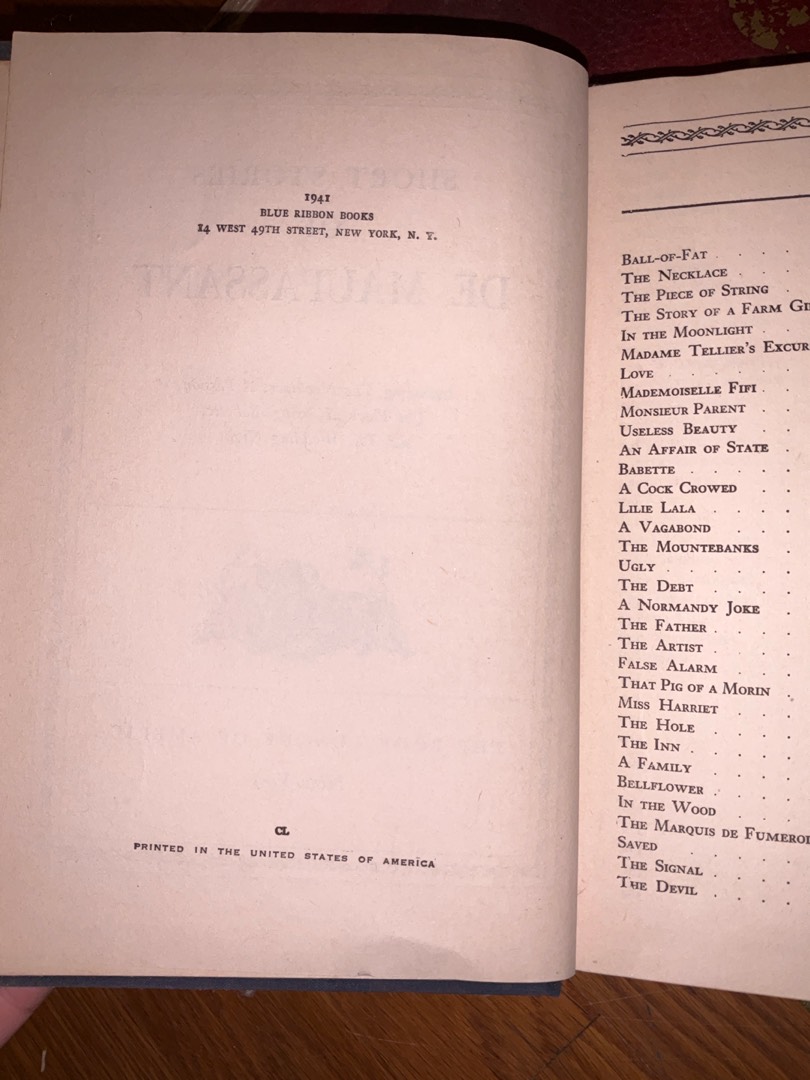 1941
BLUE RIBBON BOOKS
14 WEST 49TH STREET, NEW YORK, N. Y.
CL
PRINTED IN THE UNITED STATES OF AMERICA
BALL-OF-FAT . . .
THE NECKLACE . . .
THE PIECE OF STRING .
THE STORY OF A FARM
IN THE MOONLIGHT . .
MADAME TELLIER'S
LOVE . . . . .
MADEMOISELLE FIFI . .
MONSIEUR PARENT . .
USELESS BEAUTY . .
AN AFFAIR OF STATE .
BABETTE . . . . .
A COCK CROWED . .
LILIE LALA . . . .
A VAGABOND . . .
THE MOUNTEBANKS .
UGLY . . . . . .
THE DEBT . . . .
A NORMANDY JOKE .
THE FATHER . . . .
THE ARTIST . . . .
FALSE ALARM . . .
THAT PIG OF A MORIN .
MISS HARRIET . . .
THE HOLE . . . .
THE INN . . . . .
A FAMILY . . . .
BELLFLOWER . . . .
IN THE WOOD . . .
THE MARQUIS DE
SAVED . . . . .
THE SIGNAL . . . .
THE DEVIL . . . .